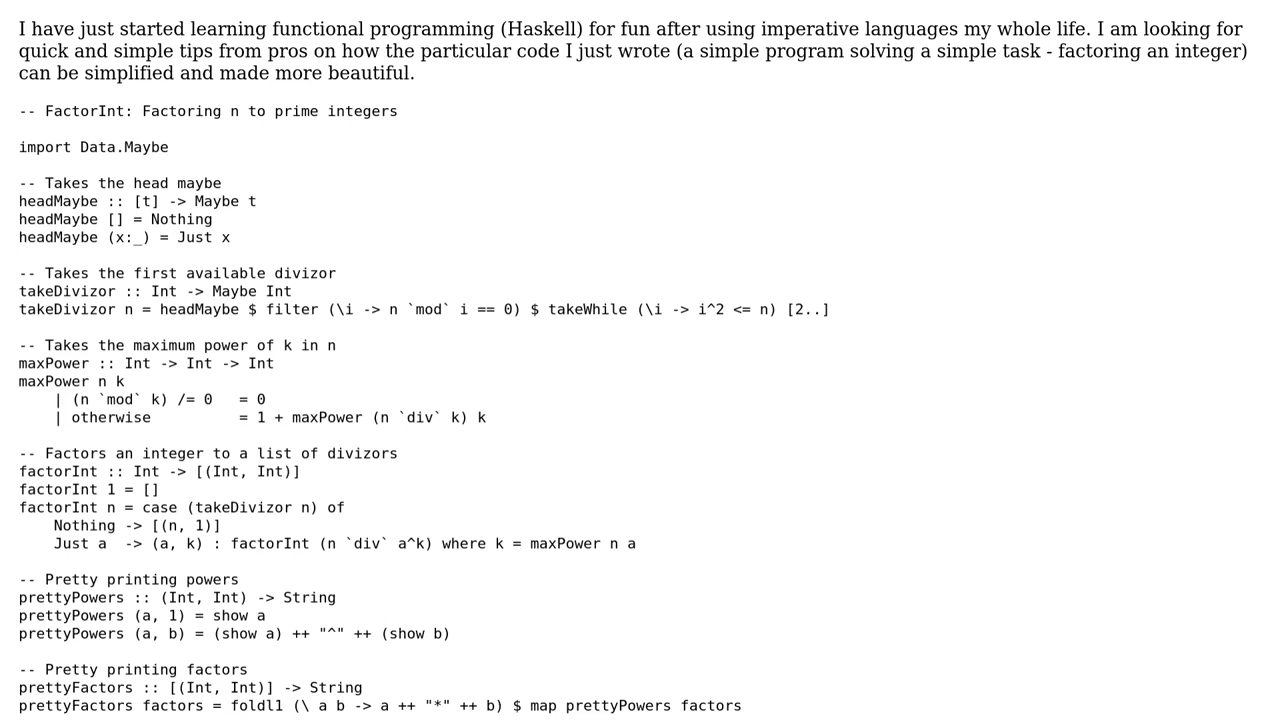 I have just started learning functional programming (Haskell) for fun after using imperative languages my whole life. I am looking for
quick and simple tips from pros on how the particular code I just wrote (a simple program solving a simple task - factoring an integer)
can be simplified and made more beautiful.
-- FactorInt: Factoring n to prime integers
import Data.Maybe
-- Takes the head maybe
headMaybe :: [t] -> Maybe t
headMaybe [] = Nothing
headMaybe (x:_) = Just x
-- Takes the first available divizor
takeDivizor :: Int -> Maybe Int
takeDivizor n = headMaybe $ filter (\i -> n `mod` i == 0) $ takeWhile (\i -> i^2 <= n) [2..]
-- Takes the maximum power of k in n
maxPower :: Int -> Int -> Int
maxPower n k
    | (n `mod` k) /= 0   = 0
    | otherwise          = 1 + maxPower (n `div` k) k
-- Factors an integer to a list of divizors
factorInt :: Int -> [(Int, Int)]
factorInt 1 = []
factorInt n = case (takeDivizor n) of
    Nothing -> [(n, 1)]
    Just a  -> (a, k) : factorInt (n `div` a^k) where k = maxPower n a
-- Pretty printing powers
prettyPowers :: (Int, Int) -> String
prettyPowers (a, 1) = show a
prettyPowers (a, b) = (show a) ++ "^" ++ (show b)
-- Pretty printing factors
prettyFactors :: [(Int, Int)] -> String
prettyFactors factors = foldl1 (\ a b -> a ++ "*" ++ b) $ map prettyPowers factors